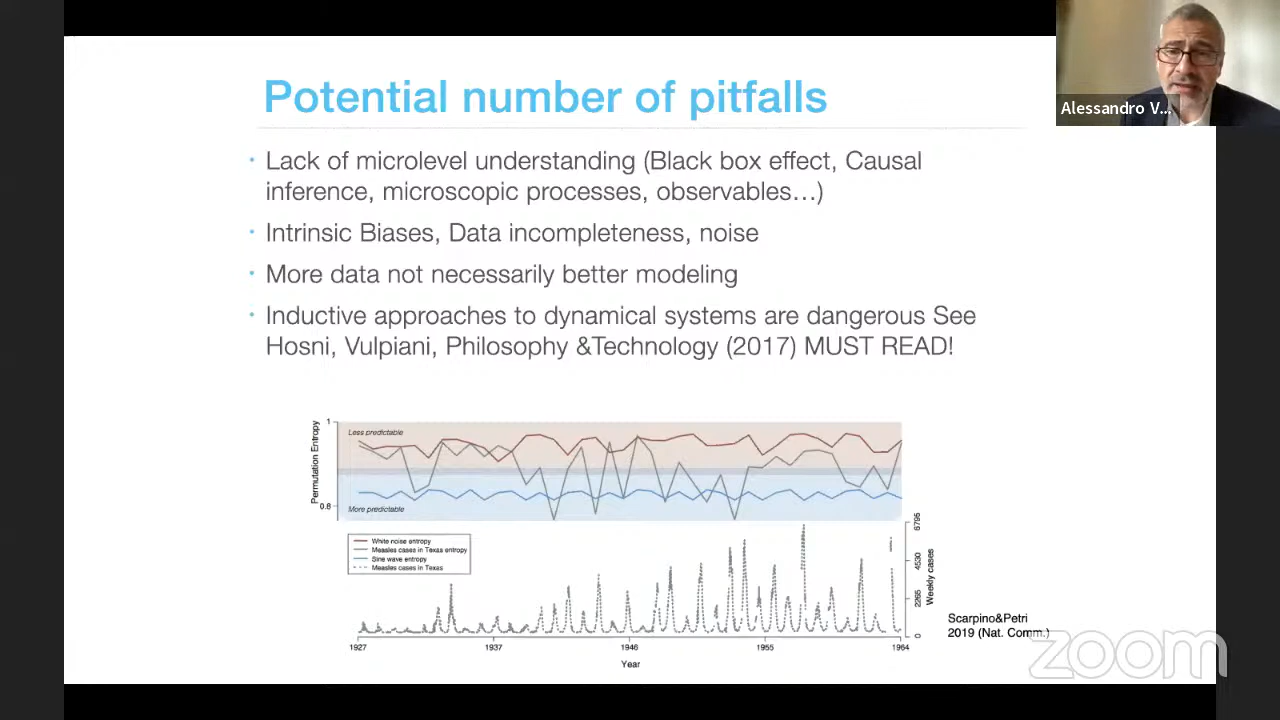 Potential number of pitfalls
Alessandro V...
• Lack of microlevel understanding (Black box effect, Causal
inference, microscopic processes, observables…)
• Intrinsic Biases, Data incompleteness, noise
• More data not necessarily better modeling
• Inductive approaches to dynamical systems are dangerous See
Hosni, Vulpiani, Philosophy &Technology (2017) MUST READ!
Permutation Entropy
1
0.8
Less predictable
More predictable
White noise entropy
Measles cases in Texas entropy
Sine wave entropy
Measles cases in Texas
6795
4530
2265
0
Weekly cases
1927
1937
1946
1955
1964
Year
Scarpino&Petri
2019 (Nat. Comm.)
zoom